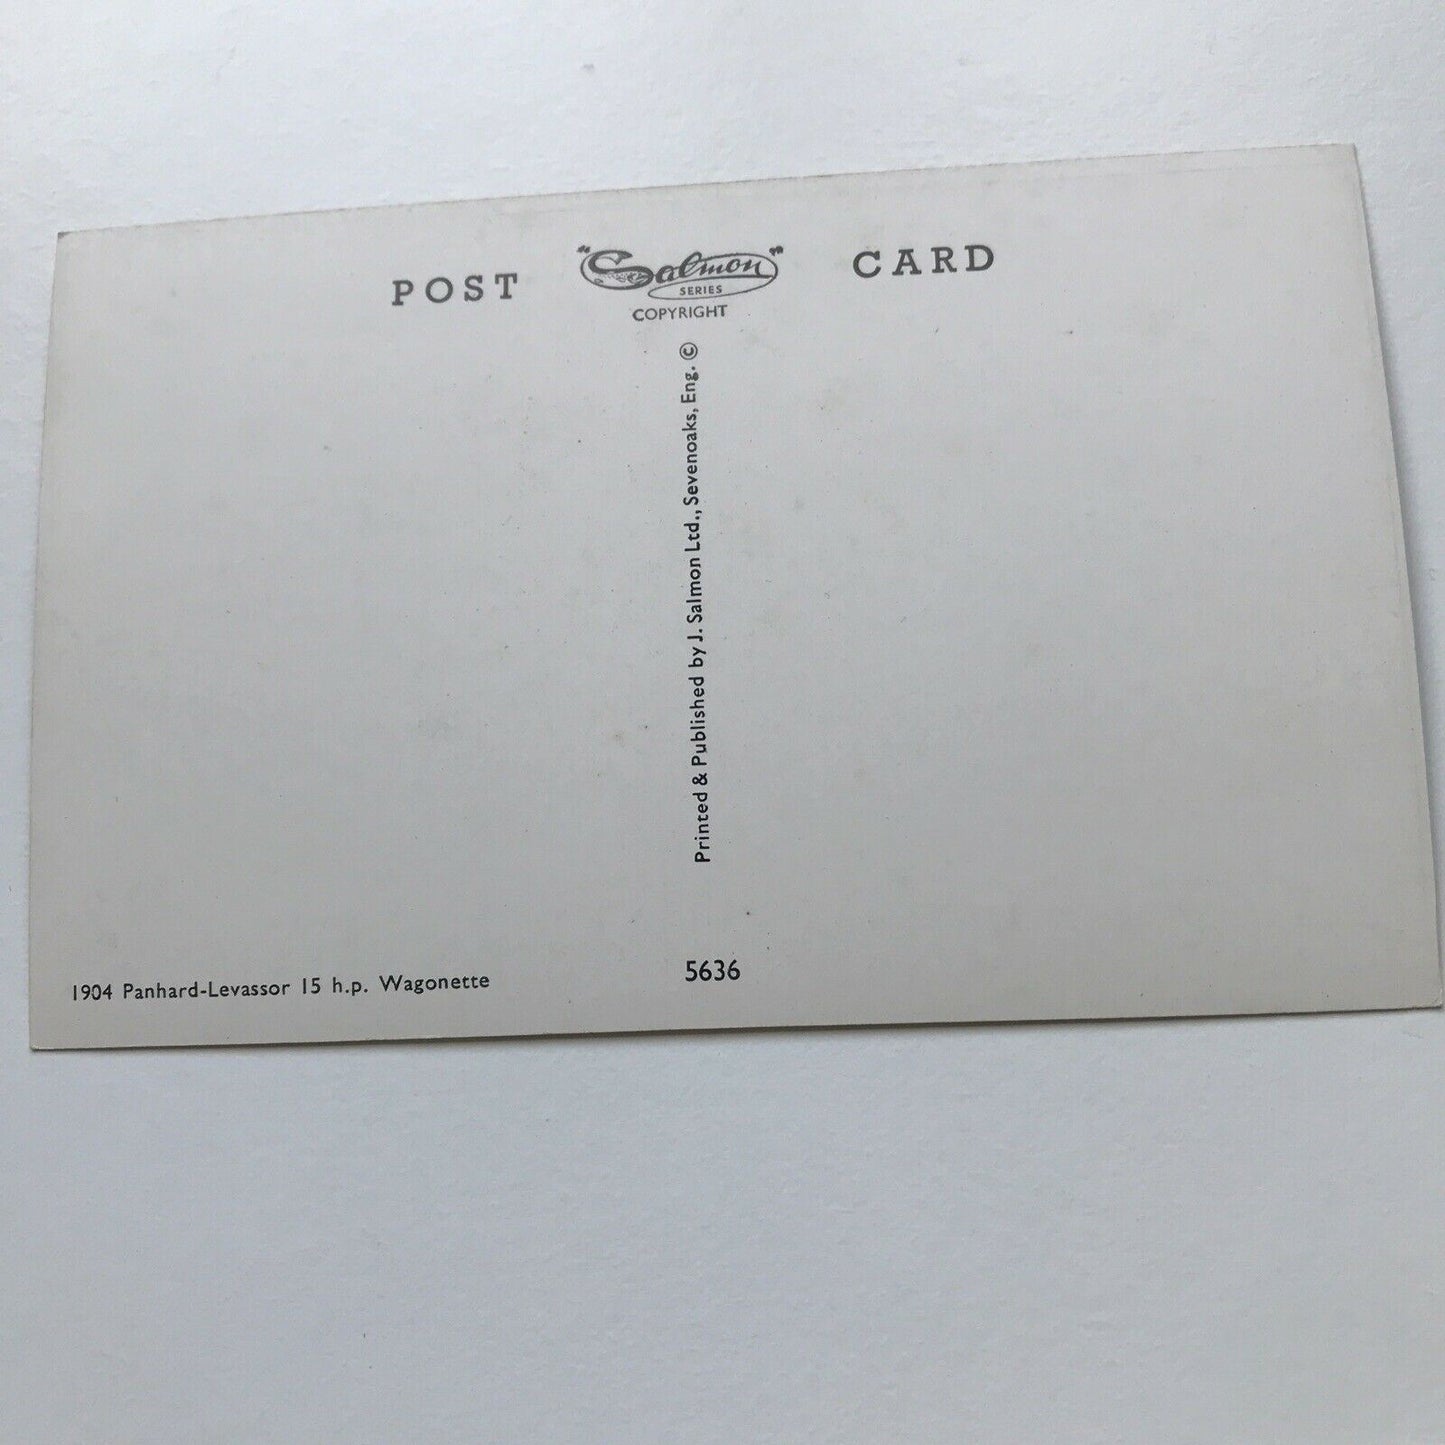 POST "Salmon" CARD
SERIES
COPYRIGHT
Printed & Published by J. Salmon Ltd., Sevenoaks, Eng. ©
1904 Panhard-Levassor 15 h.p. Wagonette
5636